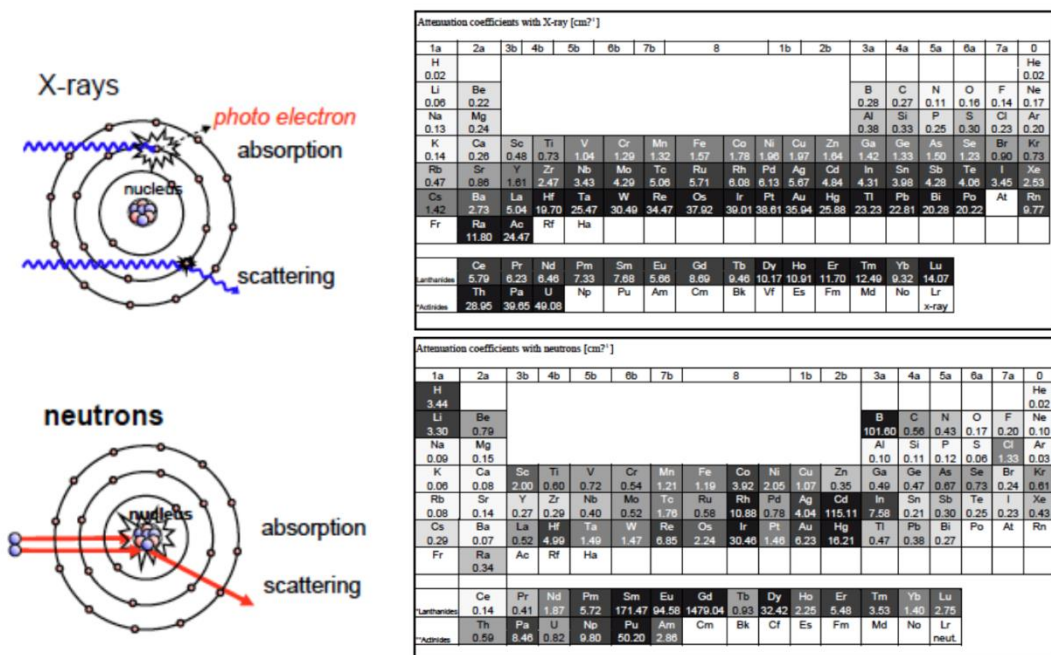 X-rays
photo electron
absorption
nucleus
scattering
Attenuation coefficients with X-ray [cm?¹]
1a 2a 3b 4b 5b 6b 7b 8 1b 2b 3a 4a 5a 6a 7a 0
H He
0.02 0.02
Li Be B C N O F Ne
0.06 0.22 0.28 0.27 0.11 0.16 0.14 0.17
Na Mg Al Si P S Cl Ar
0.13 0.24 0.38 0.33 0.25 0.30 0.23 0.20
K Ca Sc Ti V Cr Mn Fe Co Ni Cu Zn Ga Ge As Se Br Kr
0.14 0.26 0.48 0.73 1.04 1.29 1.32 1.57 1.78 1.96 1.97 1.64 1.42 1.33 1.50 1.23 0.90 0.73
Rb Sr Y Zr Nb Mo Tc Ru Rh Pd Ag Cd In Sn Sb Te I Xe
0.47 0.86 1.61 2.47 3.43 4.29 5.06 5.71 6.08 6.13 5.67 4.84 4.31 3.98 4.28 4.06 3.45 2.53
Cs Ba La Hf Ta W Re Os Ir Pt Au Hg Tl Pb Bi Po At Rn
1.42 2.73 5.04 19.70 25.47 30.49 34.47 37.92 39.01 38.61 35.94 25.88 23.23 22.81 20.28 20.22 9.77
Fr Ra Ac Rf Ha
11.80 24.47
Ce Pr Nd Pm Sm Eu Gd Tb Dy Ho Er Tm Yb Lu
Lanthanides 5.79 6.23 6.46 7.33 7.68 5.66 8.69 9.46 10.17 10.91 11.70 12.49 9.32 14.07
Th Pa U Np Pu Am Cm Bk Vf Es Fm Md No Lr
*Actinides 28.95 39.65 49.08 x-ray
neutrons
nucleus
absorption
scattering
Attenuation coefficients with neutrons [cm?¹]
1a 2a 3b 4b 5b 6b 7b 8 1b 2b 3a 4a 5a 6a 7a 0
H He
3.44 0.02
Li Be B C N O F Ne
3.30 0.79 101.60 0.56 0.43 0.17 0.20 0.10
Na Mg Al Si P S Cl Ar
0.09 0.15 0.10 0.11 0.12 0.06 1.33 0.03
K Ca Sc Ti V Cr Mn Fe Co Ni Cu Zn Ga Ge As Se Br Kr
0.06 0.08 2.00 0.60 0.72 0.54 1.21 1.19 3.92 2.05 1.07 0.35 0.49 0.47 0.67 0.73 0.24 0.61
Rb Sr Y Zr Nb Mo Tc Ru Rh Pd Ag Cd In Sn Sb Te I Xe
0.08 0.14 0.27 0.29 0.40 0.52 1.76 0.58 10.88 0.78 4.04 115.11 7.58 0.21 0.30 0.25 0.23 0.43
Cs Ba La Hf Ta W Re Os Ir Pt Au Hg Tl Pb Bi Po At Rn
0.29 0.07 0.52 4.99 1.49 1.47 6.85 2.24 30.46 1.46 6.23 16.21 0.47 0.38 0.27
Fr Ra Ac Rf Ha
0.34
Ce Pr Nd Pm Sm Eu Gd Tb Dy Ho Er Tm Yb Lu
*Lanthanides 0.14 0.41 1.87 5.72 171.47 94.58 1479.04 0.93 32.42 2.25 5.48 3.53 1.40 2.75
Th Pa U Np Pu Am Cm Bk Cf Es Fm Md No Lr
**Actinides 0.59 8.46 0.82 9.80 50.20 2.86 neut.